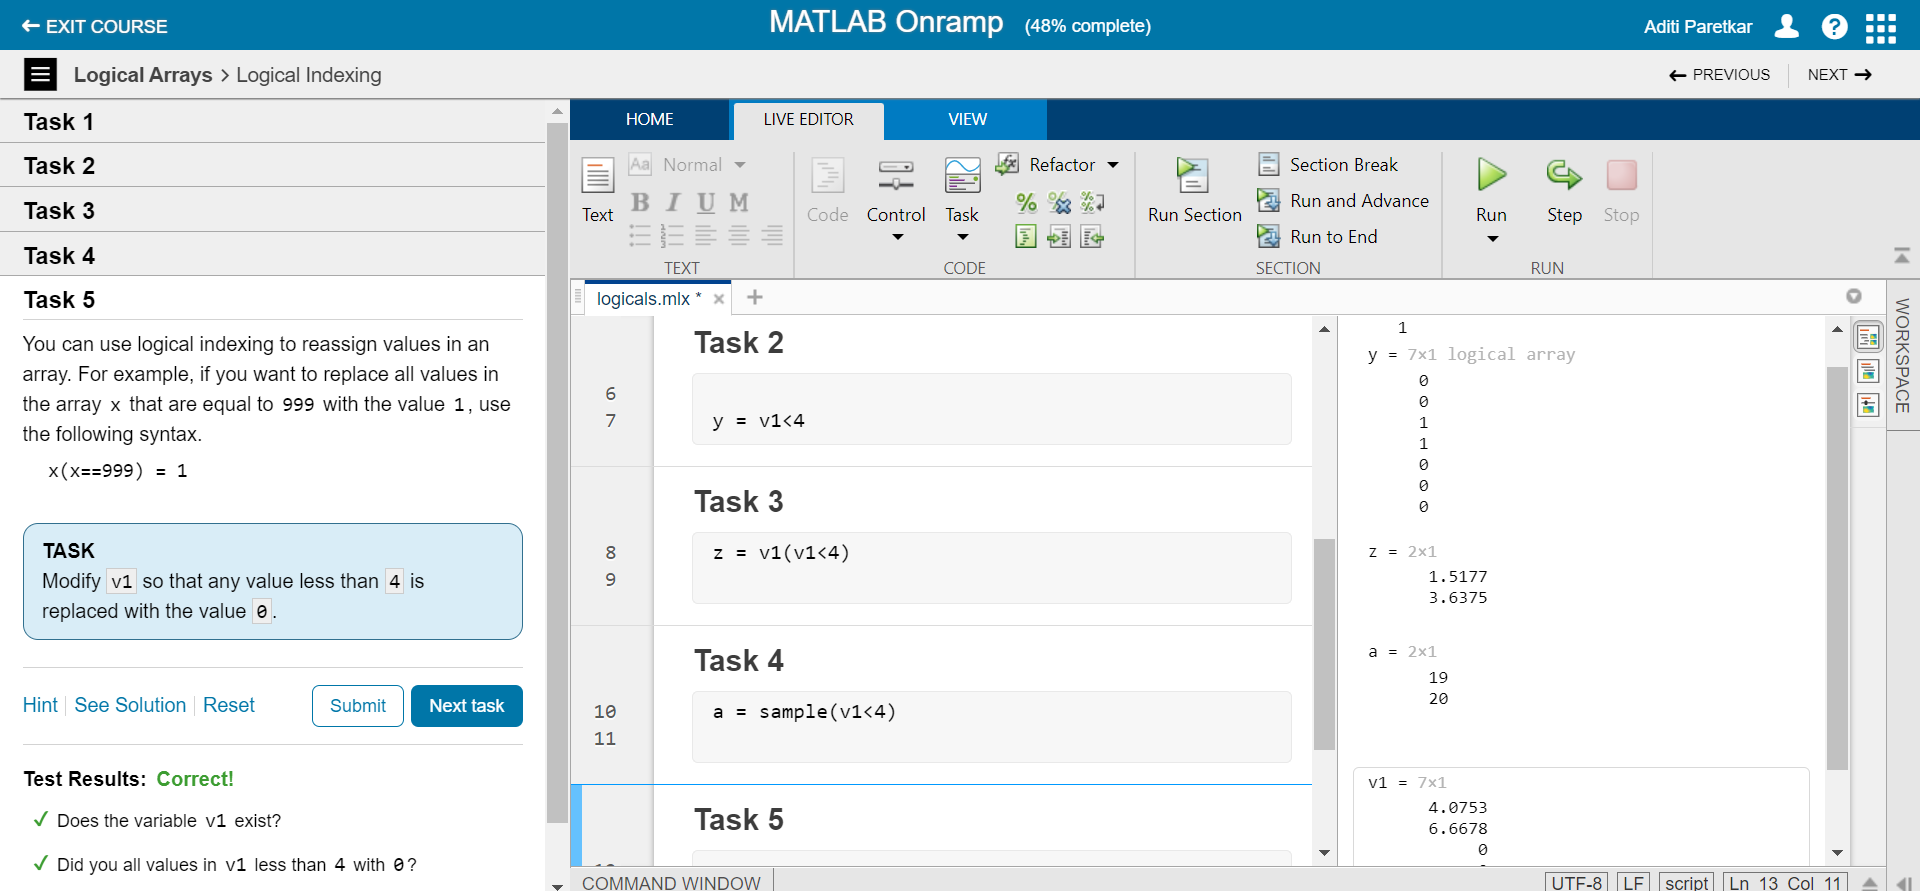 ← EXIT COURSE
MATLAB Onramp (48% complete)
Aditi Paretkar
?
Logical Arrays > Logical Indexing
← PREVIOUS
NEXT →
Task 1
Task 2
Task 3
Task 4
Task 5
You can use logical indexing to reassign values in an
array. For example, if you want to replace all values in
the array x that are equal to 999 with the value 1, use
the following syntax.
x(x==999) = 1
TASK
Modify v1 so that any value less than 4 is
replaced with the value 0.
Hint
See Solution
Reset
Submit
Next task
Test Results: Correct!
✓ Does the variable v1 exist?
✓ Did you all values in v1 less than 4 with 0?
HOME
LIVE EDITOR
VIEW
Text
Aa Normal
B I U M
TEXT
Code
Control
Task
Refactor
CODE
Run Section
Section Break
Run and Advance
Run to End
SECTION
Run
Step
Stop
RUN
logicals.mlx *
×
+
Task 2
6
7 y = v1<4
Task 3
8 z = v1(v1<4)
9
Task 4
10 a = sample(v1<4)
11
Task 5
1
y = 7×1 logical array
0
0
1
1
0
0
0
z = 2×1
1.5177
3.6375
a = 2×1
19
20
v1 = 7×1
4.0753
6.6678
0
WORKSPACE
COMMAND WINDOW
UTF-8
LF
script
Ln 13 Col 11